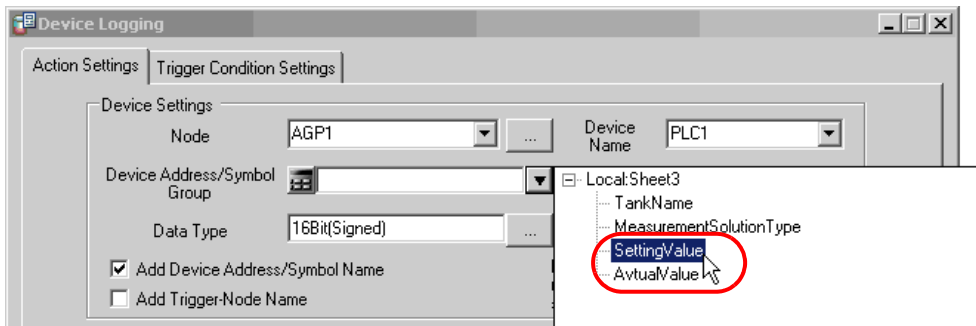 Device Logging
Action Settings Trigger Condition Settings
Device Settings
Node AGP1 ... Device Name PLC1
Device Address/Symbol Group
Local:Sheet3
TankName
Data Type 16Bit(Signed) ...
MeasurementSolutionType
SettingValue
AvtualValue
Add Device Address/Symbol Name
Add Trigger-Node Name